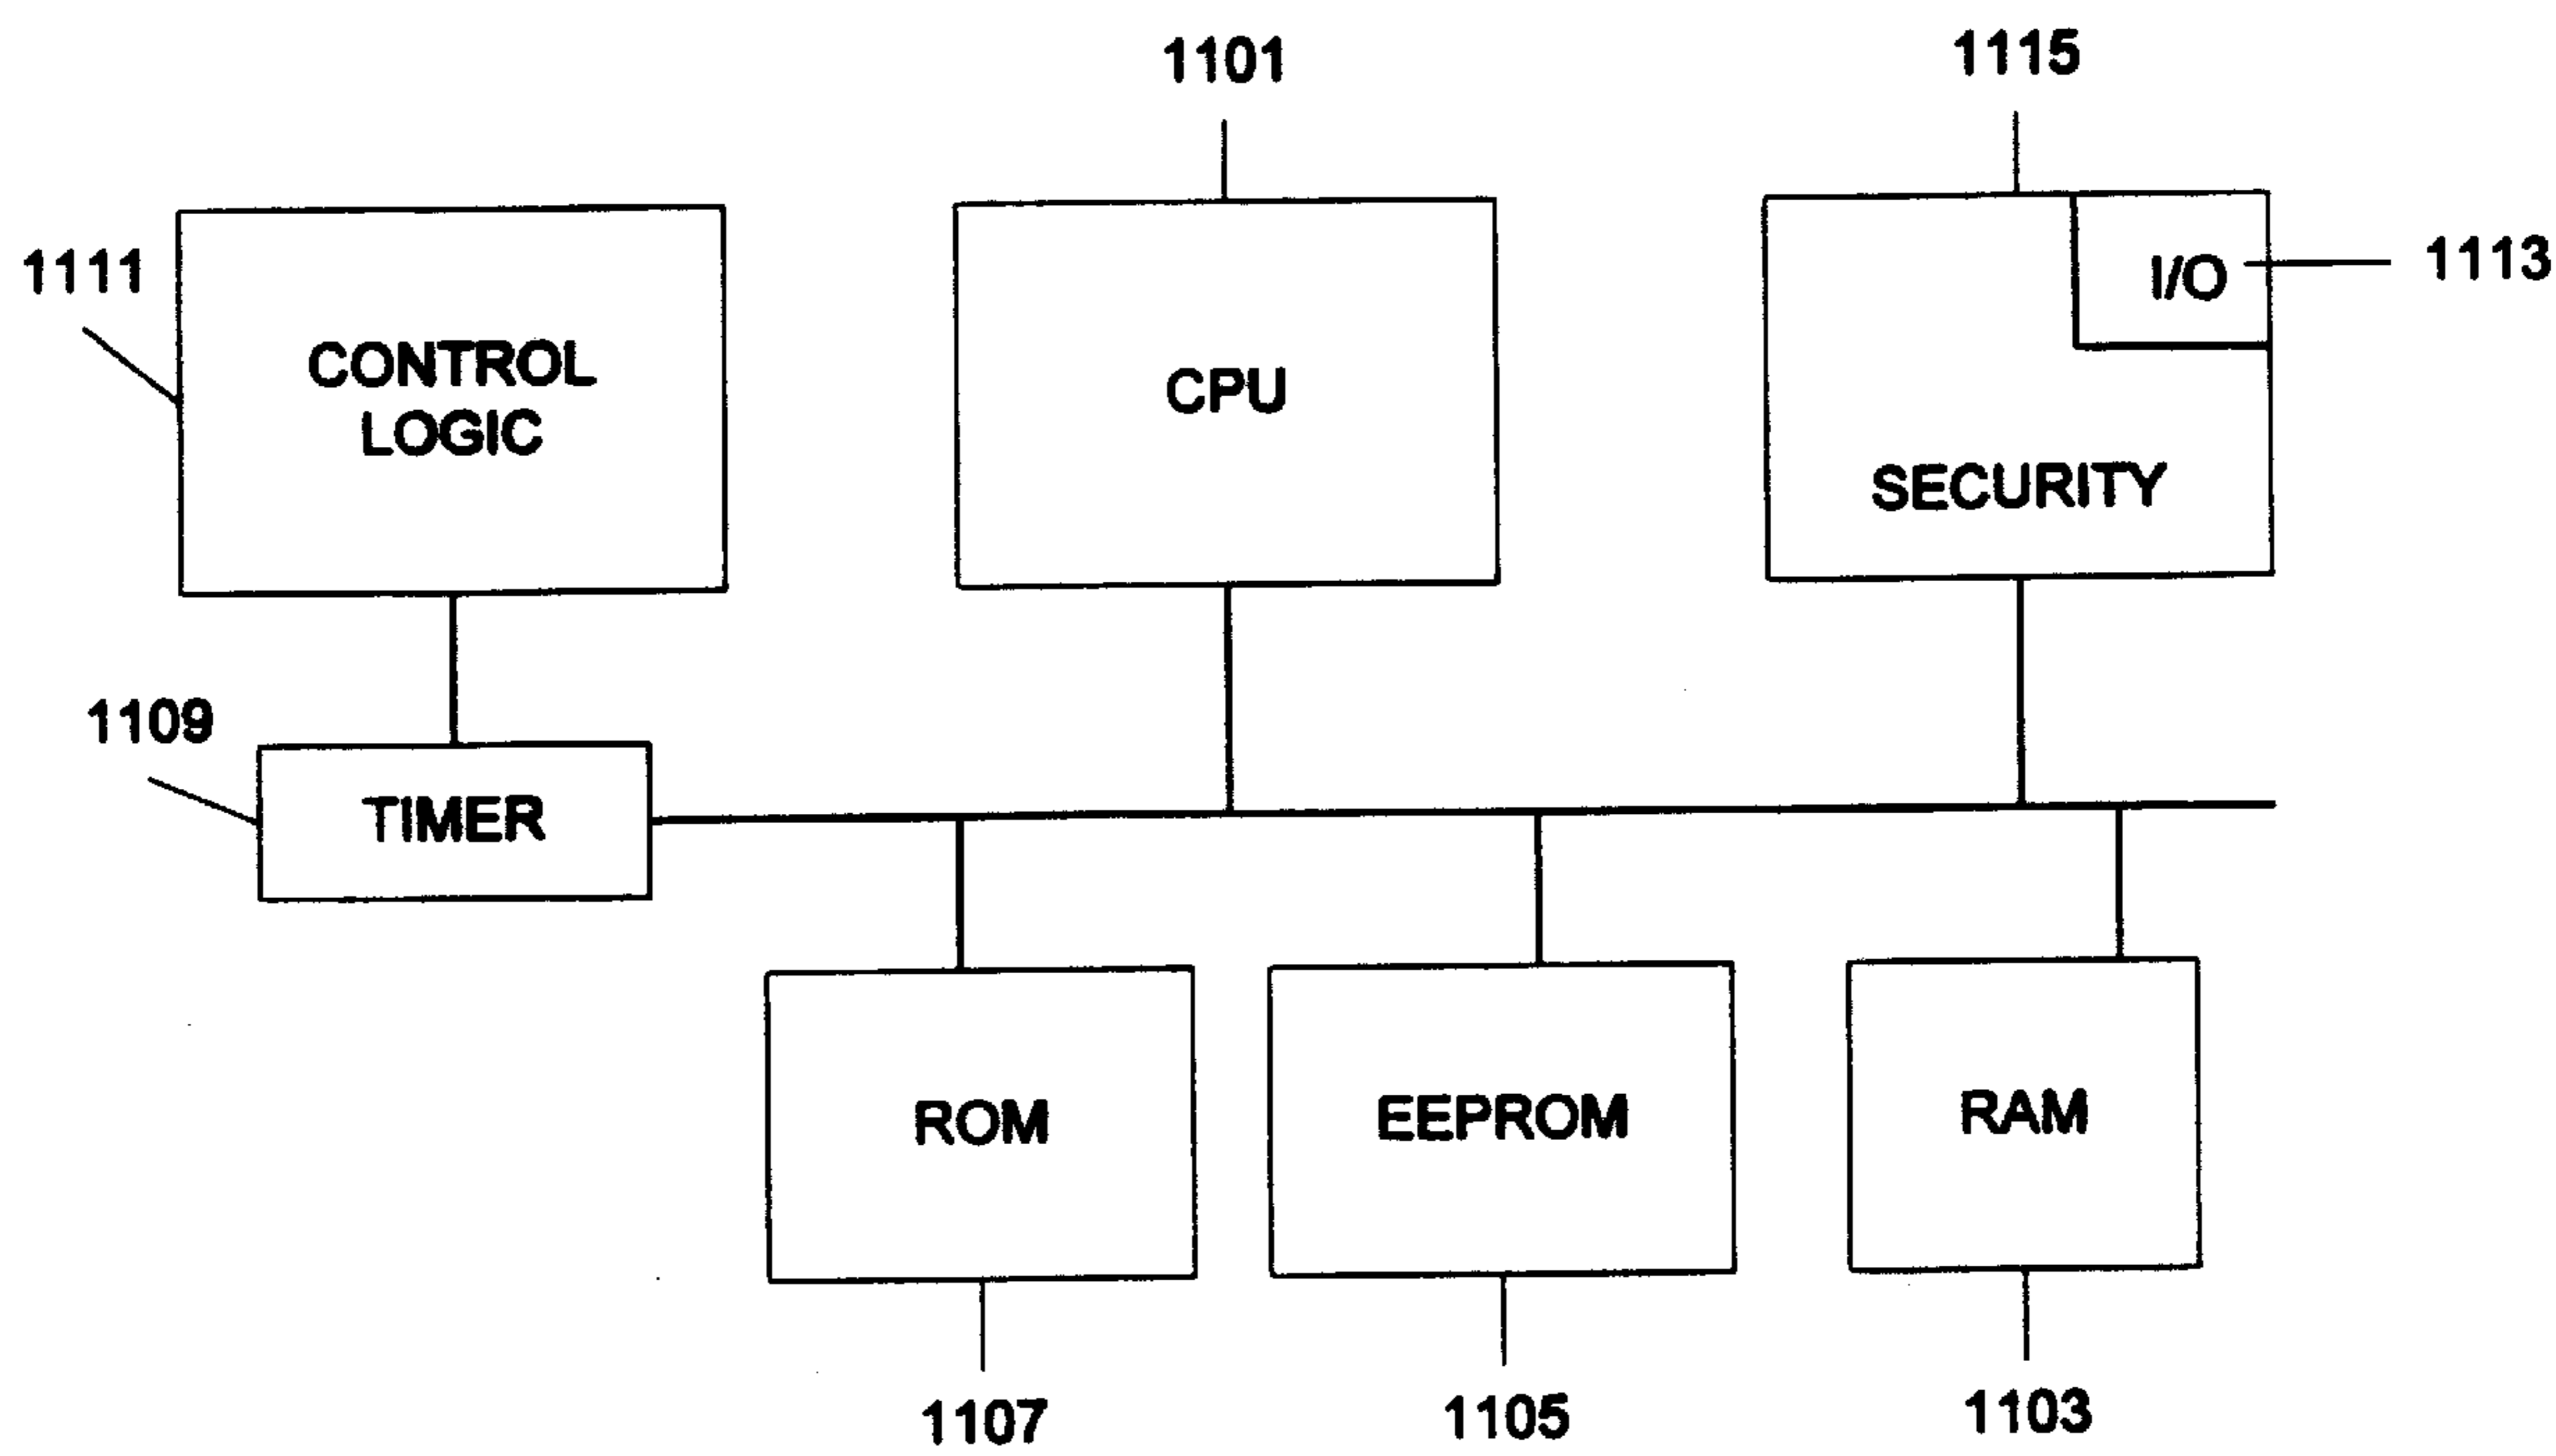 1101
1115
1111
CONTROL
LOGIC
CPU
I/O
1113
SECURITY
1109
TIMER
ROM
EEPROM
RAM
1107
1105
1103